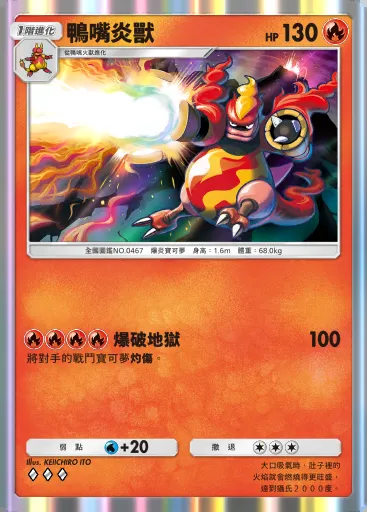 1階進化
鴨嘴炎獸
HP 130
從鴨嘴火獸進化
全國圖鑑NO.0467 爆炎寶可夢 身高:1.6m 體重:68.0kg
爆破地獄 100
將對手的戰鬥寶可夢灼傷。
弱點 +20 撤退
Illus. KEIICHIRO ITO
大口吸氣時,肚子裡的
火焰就會燃燒得更旺盛,
達到攝氏2000度。